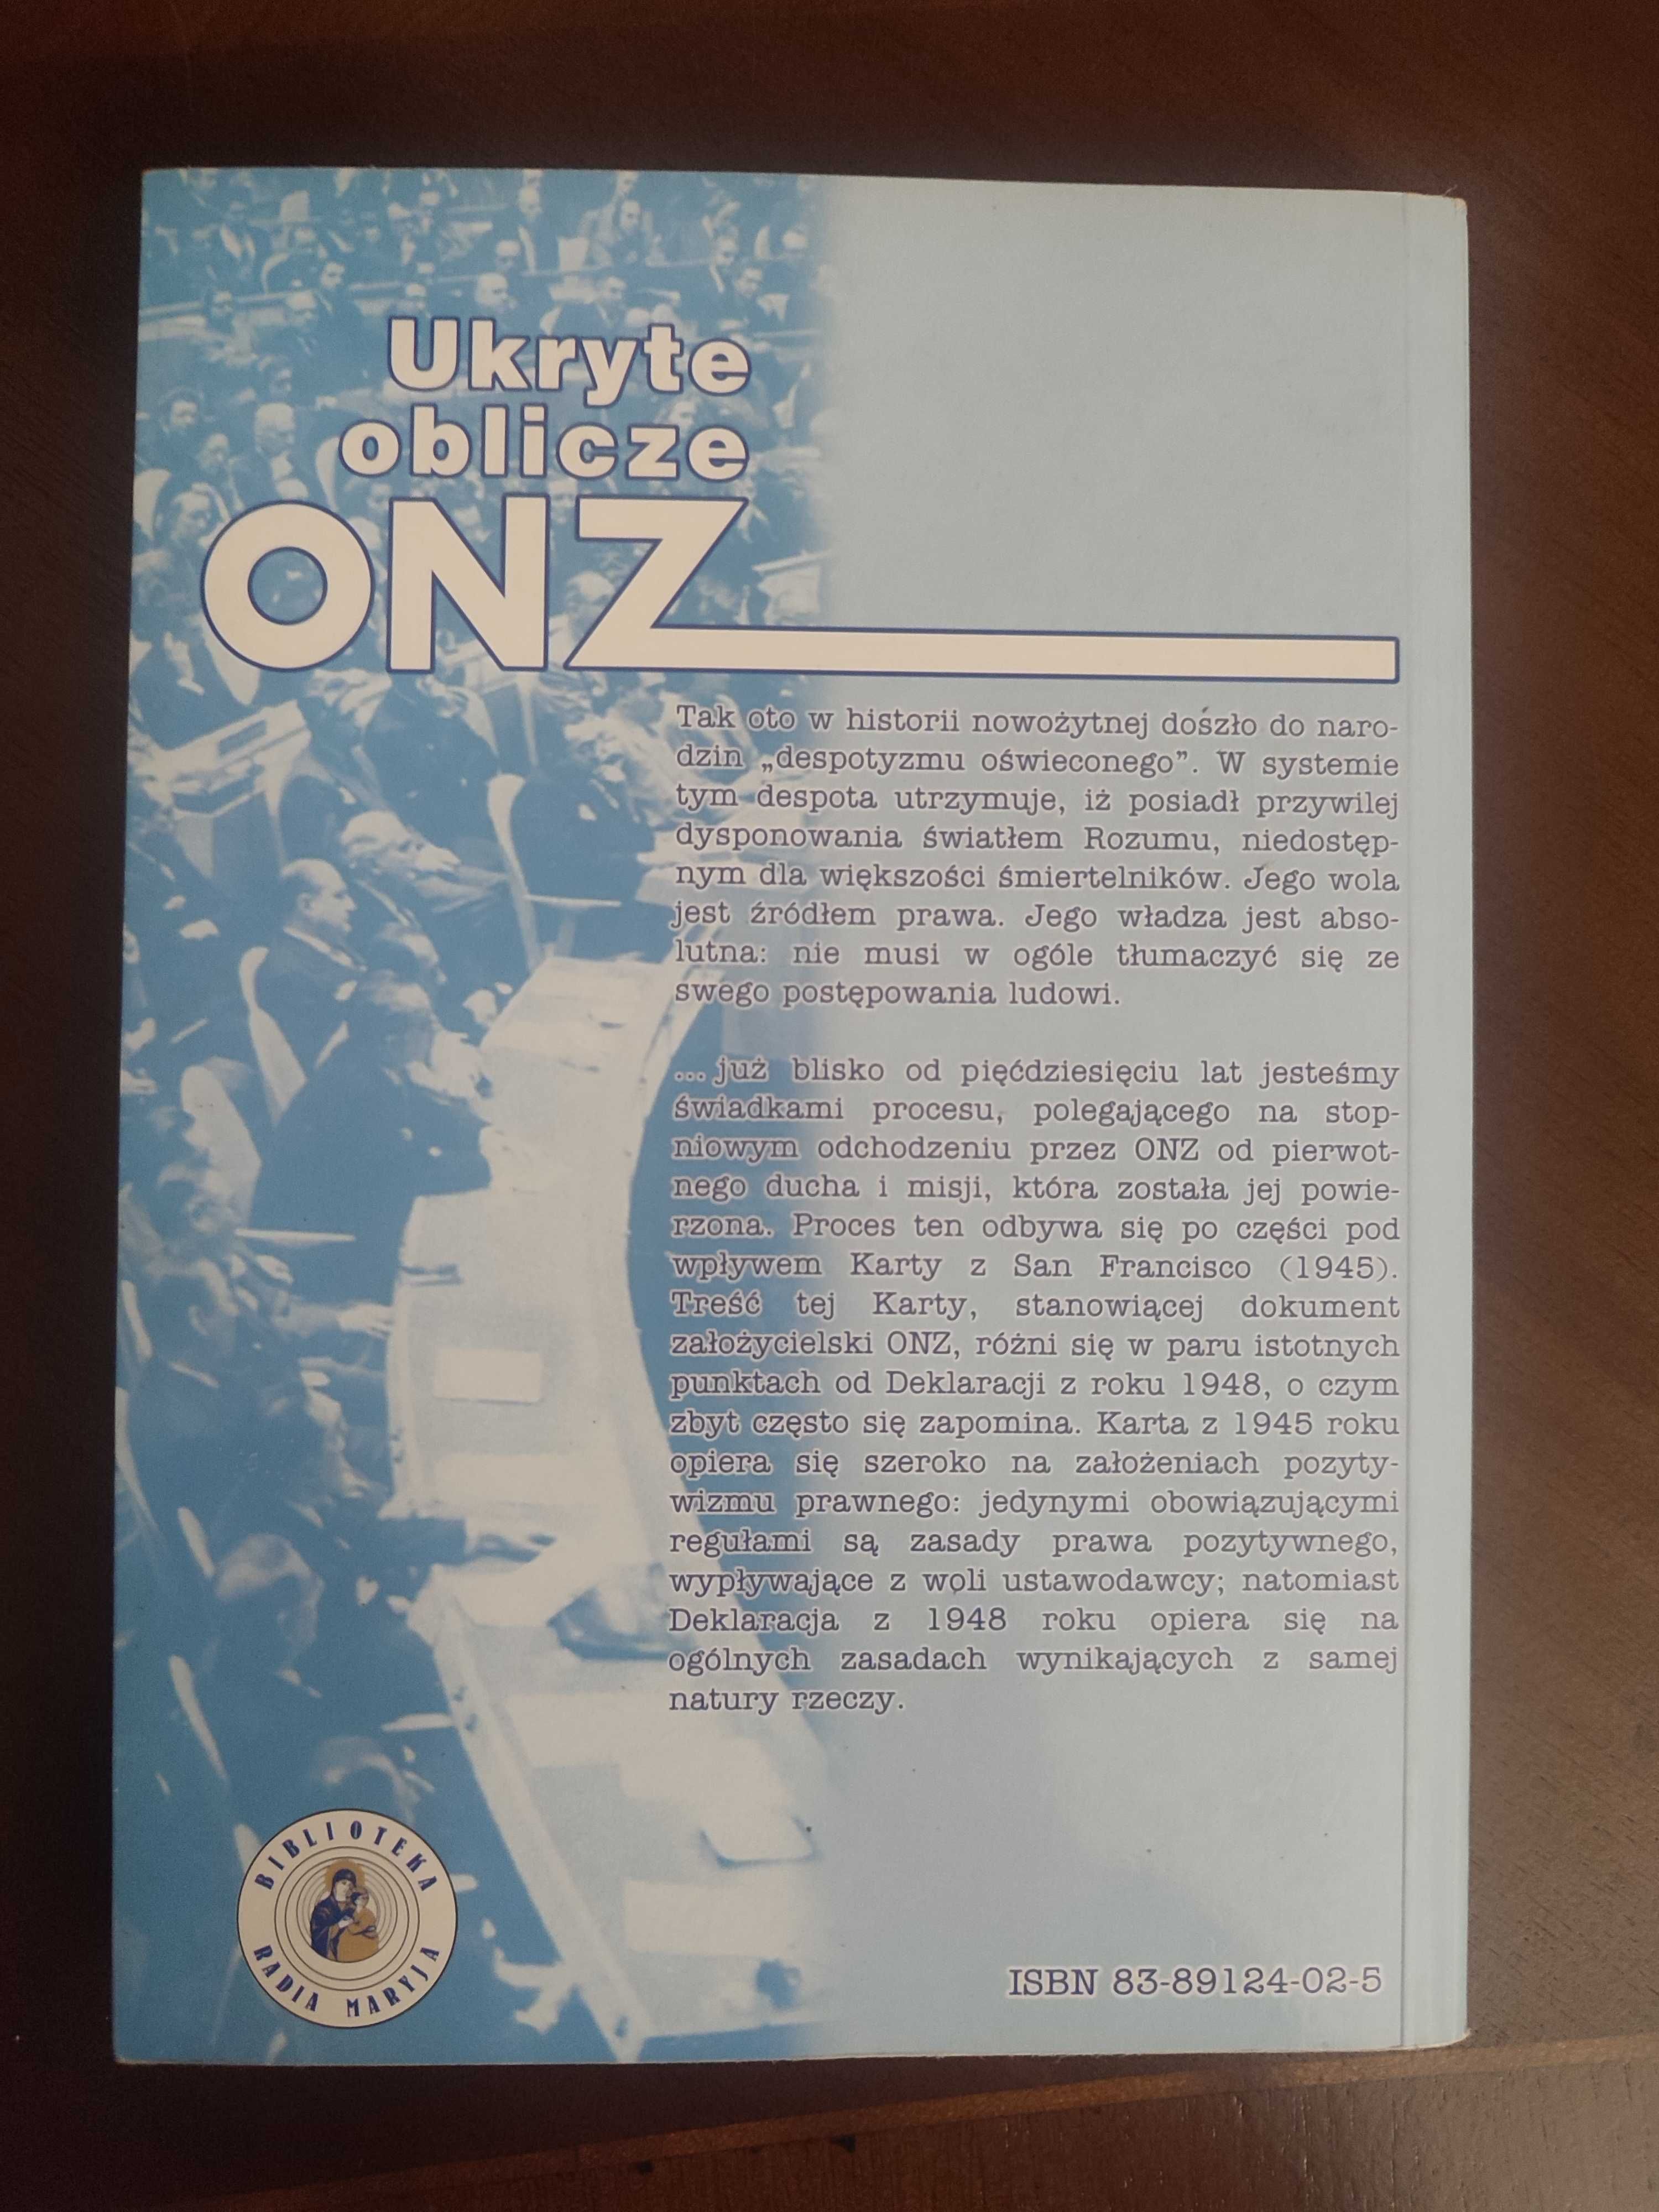 Ukryte
oblicze
ONZ
Tak oto w historii nowożytnej doszło do naro-
dzin „despotyzmu oświeconego”. W systemie
tym despota utrzymuje, iż posiadł przywilej
dysponowania światłem Rozumu, niedostęp-
nym dla większości śmiertelników. Jego wola
jest źródłem prawa. Jego władza jest abso-
lutna: nie musi w ogóle tłumaczyć się ze
swego postępowania ludowi.
... już blisko od pięćdziesięciu lat jesteśmy
świadkami procesu, polegającego na stop-
niowym odchodzeniu przez ONZ od pierwot-
nego ducha i misji, która została jej powie-
rzona. Proces ten odbywa się po części pod
wpływem Karty z San Francisco (1945).
Treść tej Karty, stanowiącej dokument
założycielski ONZ, różni się w paru istotnych
punktach od Deklaracji z roku 1948, o czym
zbyt często się zapomina. Karta z 1945 roku
opiera się szeroko na założeniach pozyty-
wizmu prawnego: jedynymi obowiązującymi
regułami są zasady prawa pozytywnego,
wypływające z woli ustawodawcy; natomiast
Deklaracja z 1948 roku opiera się na
ogólnych zasadach wynikających z samej
natury rzeczy.
BIBLIOTEKA
RADIA MARYJA
ISBN 83-89124-02-5